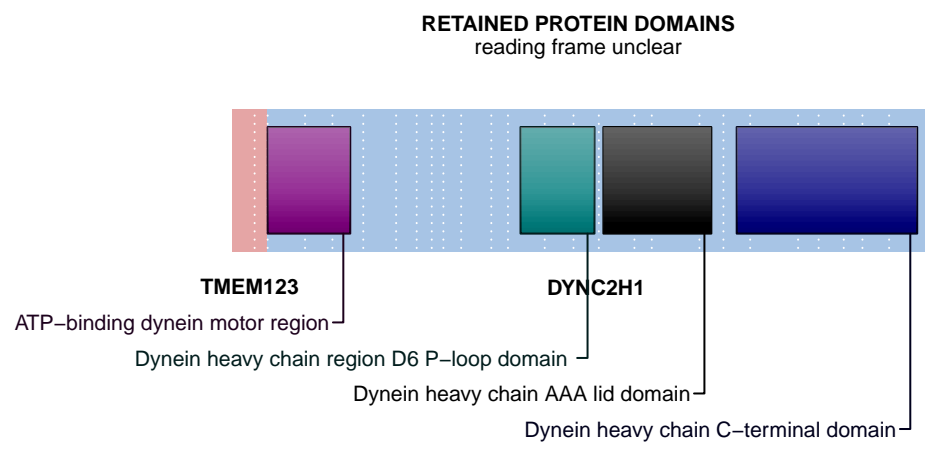 RETAINED PROTEIN DOMAINS
reading frame unclear
TMEM123
DYNC2H1
ATP−binding dynein motor region
Dynein heavy chain region D6 P−loop domain
Dynein heavy chain AAA lid domain
Dynein heavy chain C−terminal domain